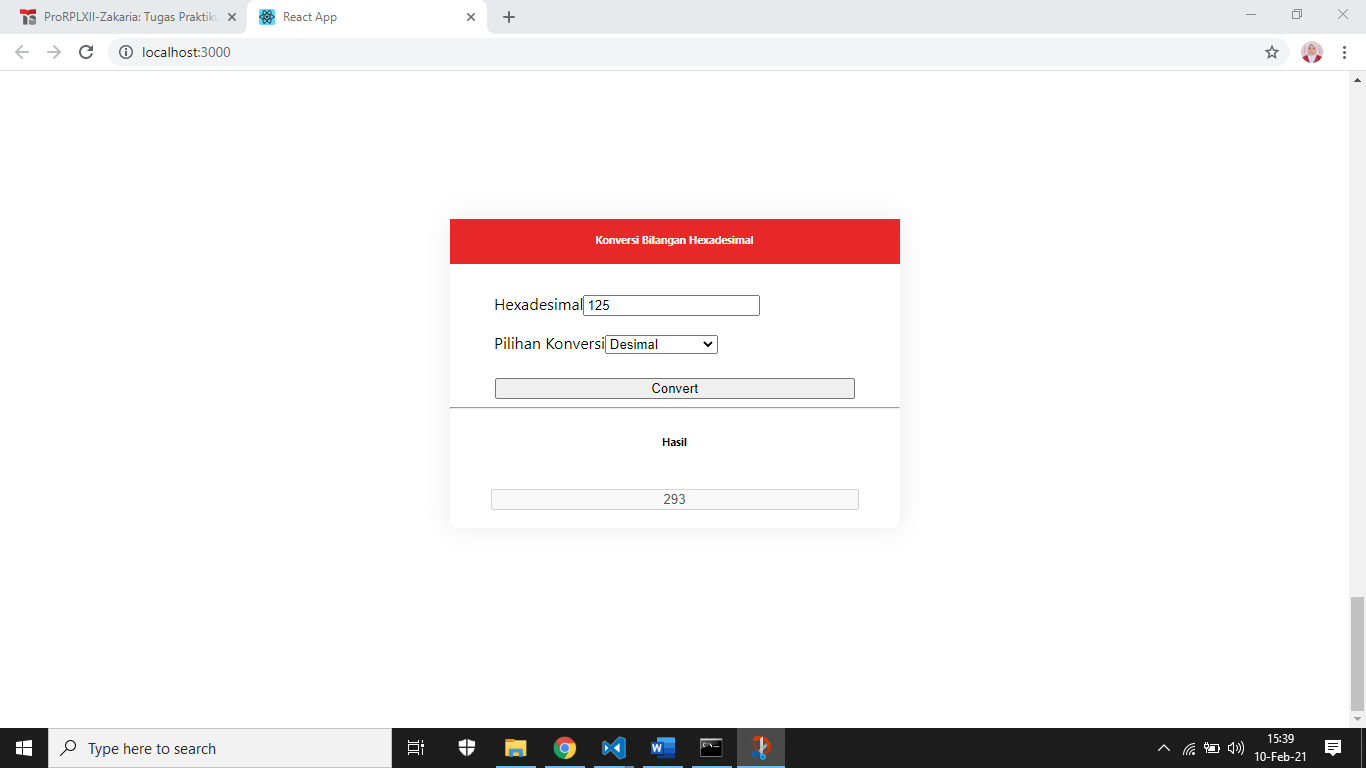 ProRPLXII-Zakaria: Tugas Praktik
React App
localhost:3000
Konversi Bilangan Hexadesimal
Hexadesimal 125
Pilihan Konversi Desimal
Convert
Hasil
293
Type here to search
15:39
10-Feb-21